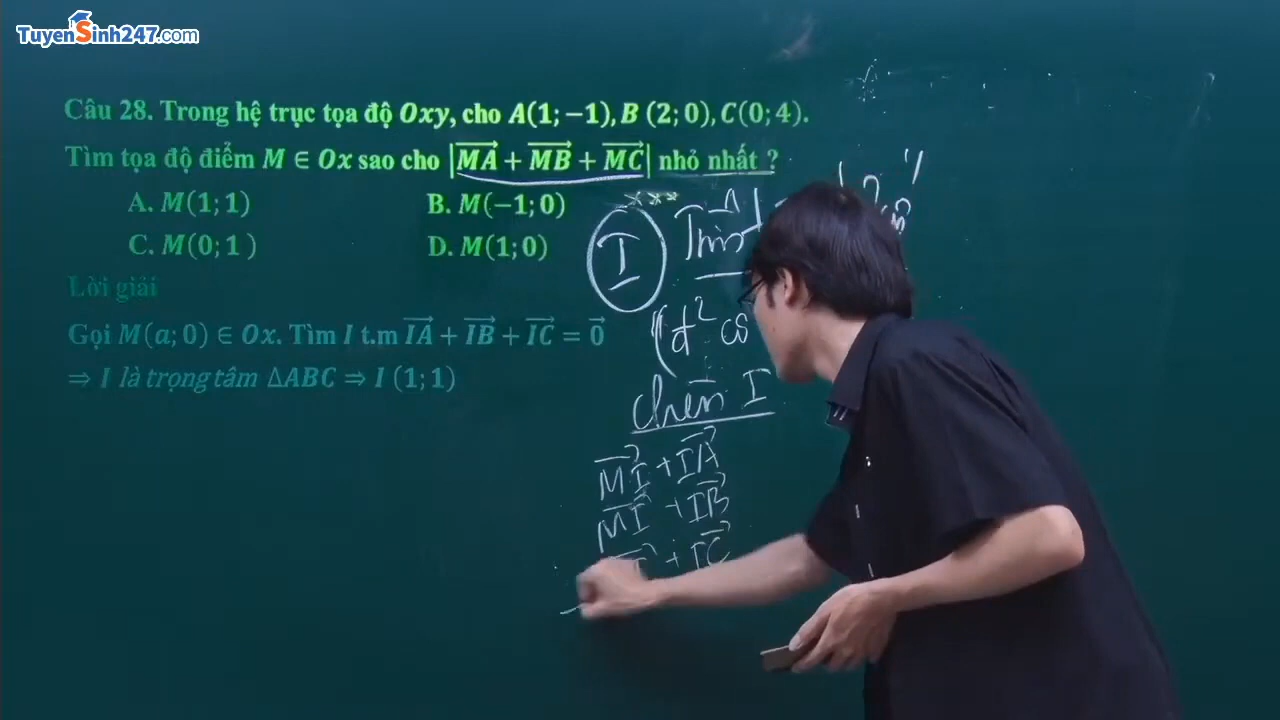 TuyenSinh247.com
Câu 28. Trong hệ trục tọa độ Oxy, cho A(1;−1), B (2; 0), C(0; 4).
Tìm tọa độ điểm M ∈ Ox sao cho |MA⃗ + MB⃗ + MC⃗| nhỏ nhất ?
A. M(1; 1)
B. M(−1; 0)
C. M(0; 1 )
D. M(1; 0)
Lời giải
Gọi M(a; 0) ∈ Ox. Tìm I t.m IA⃗ + IB⃗ + IC⃗ = 0⃗
⇒ I là trọng tâm ΔABC ⇒ I (1; 1)
I
(đ² cố
chèn I
MI⃗ + IA⃗
MI⃗ + IB⃗
+ IC⃗